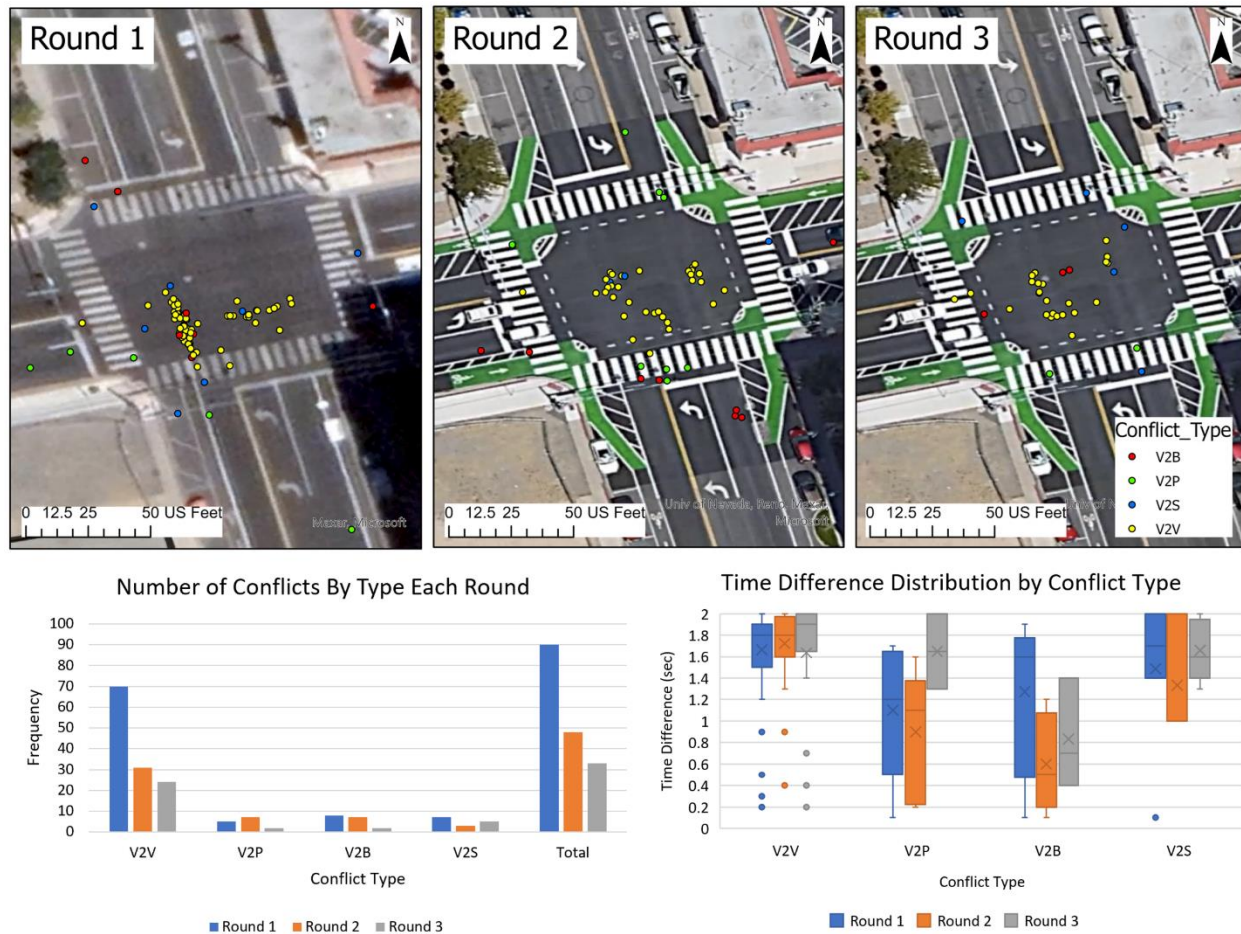 Round 1
N
0 12.5 25 50 US Feet
Maxar, Microsoft
Round 2
N
0 12.5 25 50 US Feet
Univ of Nevada, Reno, Maxar,
Microsoft
Round 3
N
0 12.5 25 50 US Feet
Conflict_Type
V2B
V2P
V2S
V2V
Number of Conflicts By Type Each Round
100
90
80
70
60
50
40
30
20
10
0
Frequency
V2V V2P V2B V2S Total
Conflict Type
Round 1 Round 2 Round 3
Time Difference Distribution by Conflict Type
2
1.8
1.6
1.4
1.2
1
0.8
0.6
0.4
0.2
0
Time Difference (sec)
V2V V2P V2B V2S
Conflict Type
Round 1 Round 2 Round 3